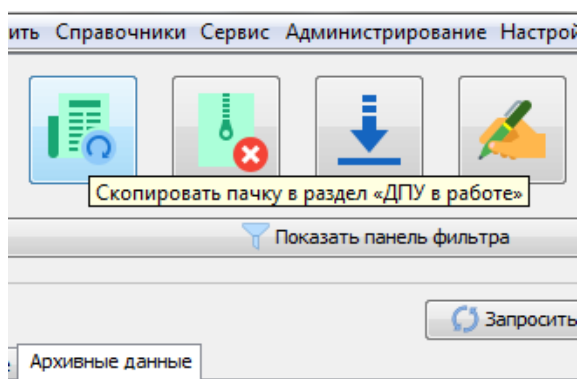 ить Справочники Сервис Администрирование Настрой
Скопировать пачку в раздел «ДПУ в работе»
Показать панель фильтра
Запросить
Архивные данные